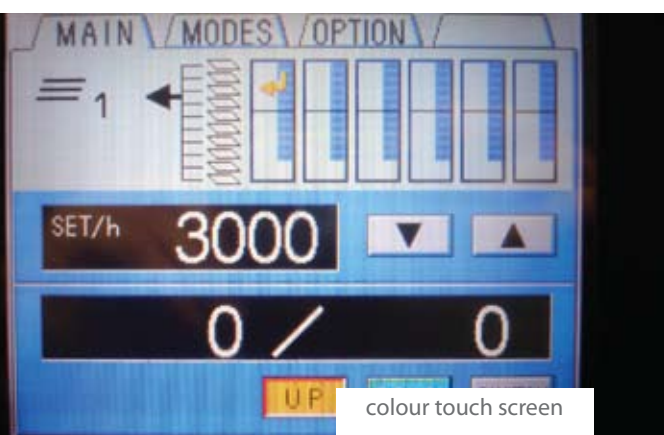 MAIN MODES OPTION
1
SET/h 3000
0 / 0
UP
colour touch screen